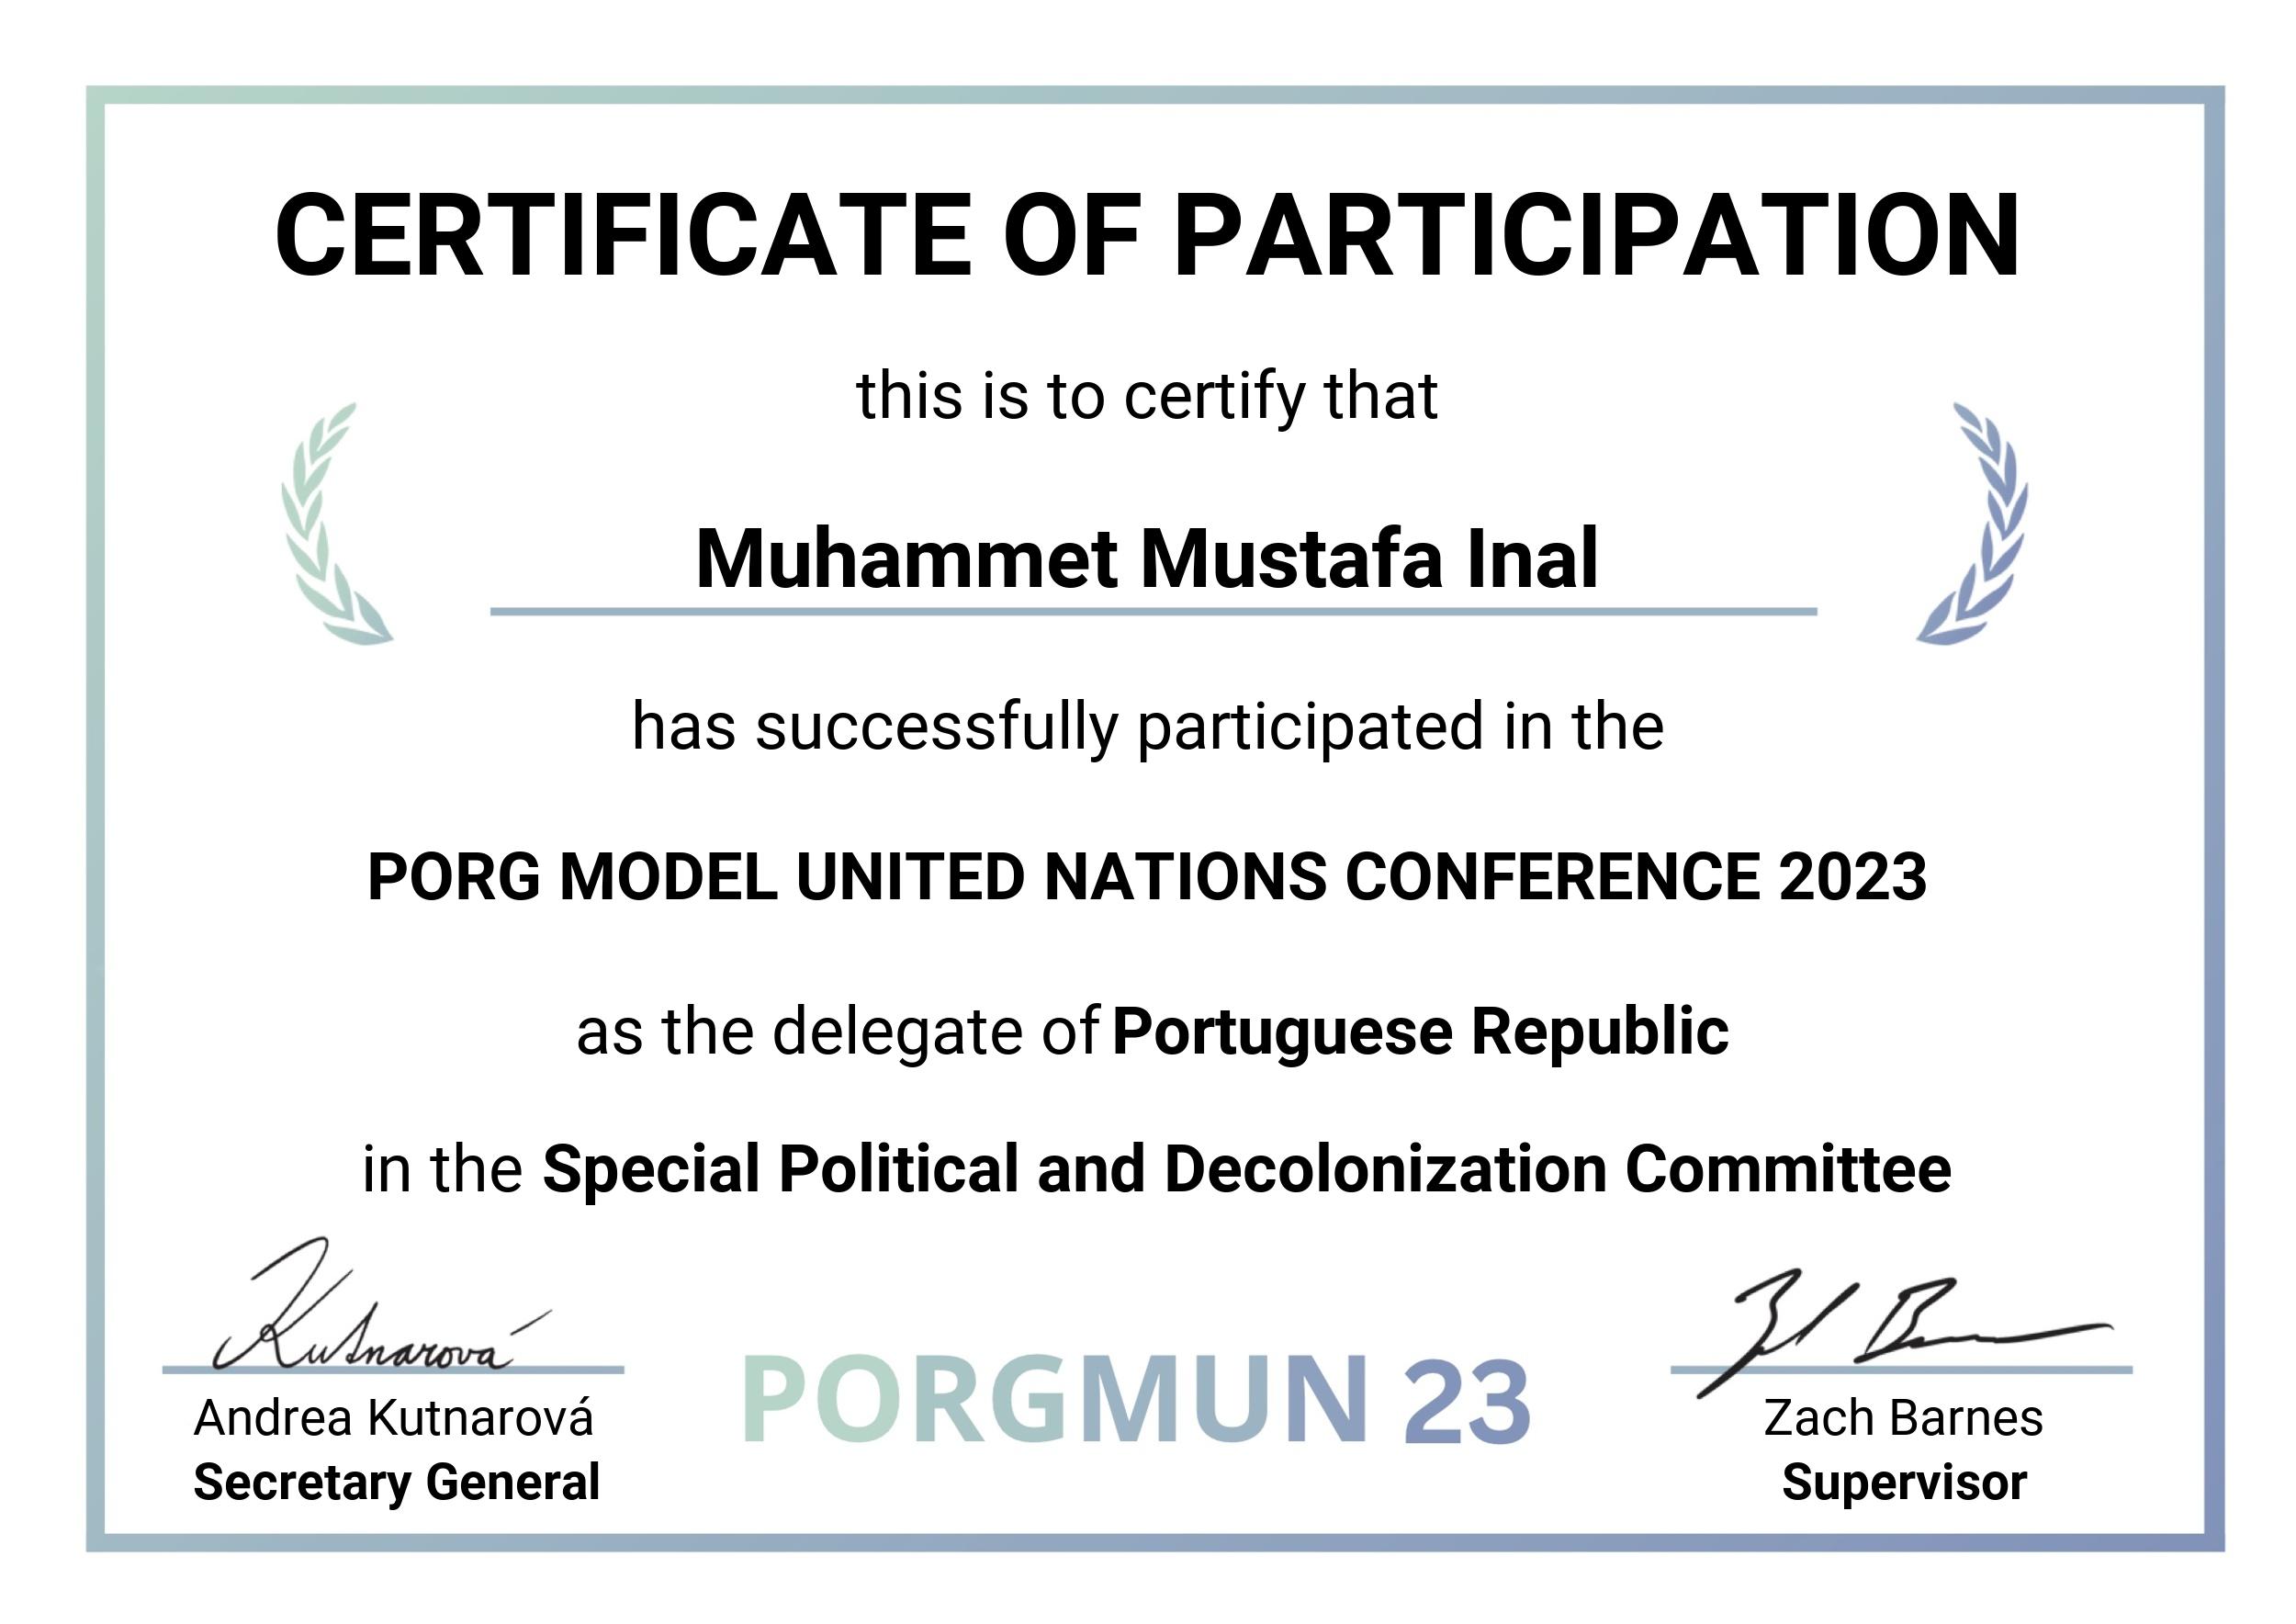 CERTIFICATE OF PARTICIPATION
this is to certify that
Muhammet Mustafa Inal
has successfully participated in the
PORG MODEL UNITED NATIONS CONFERENCE 2023
as the delegate of Portuguese Republic
in the Special Political and Decolonization Committee
Kutnarová
Andrea Kutnarová
Secretary General
PORGMUN 23
Zach Barnes
Supervisor